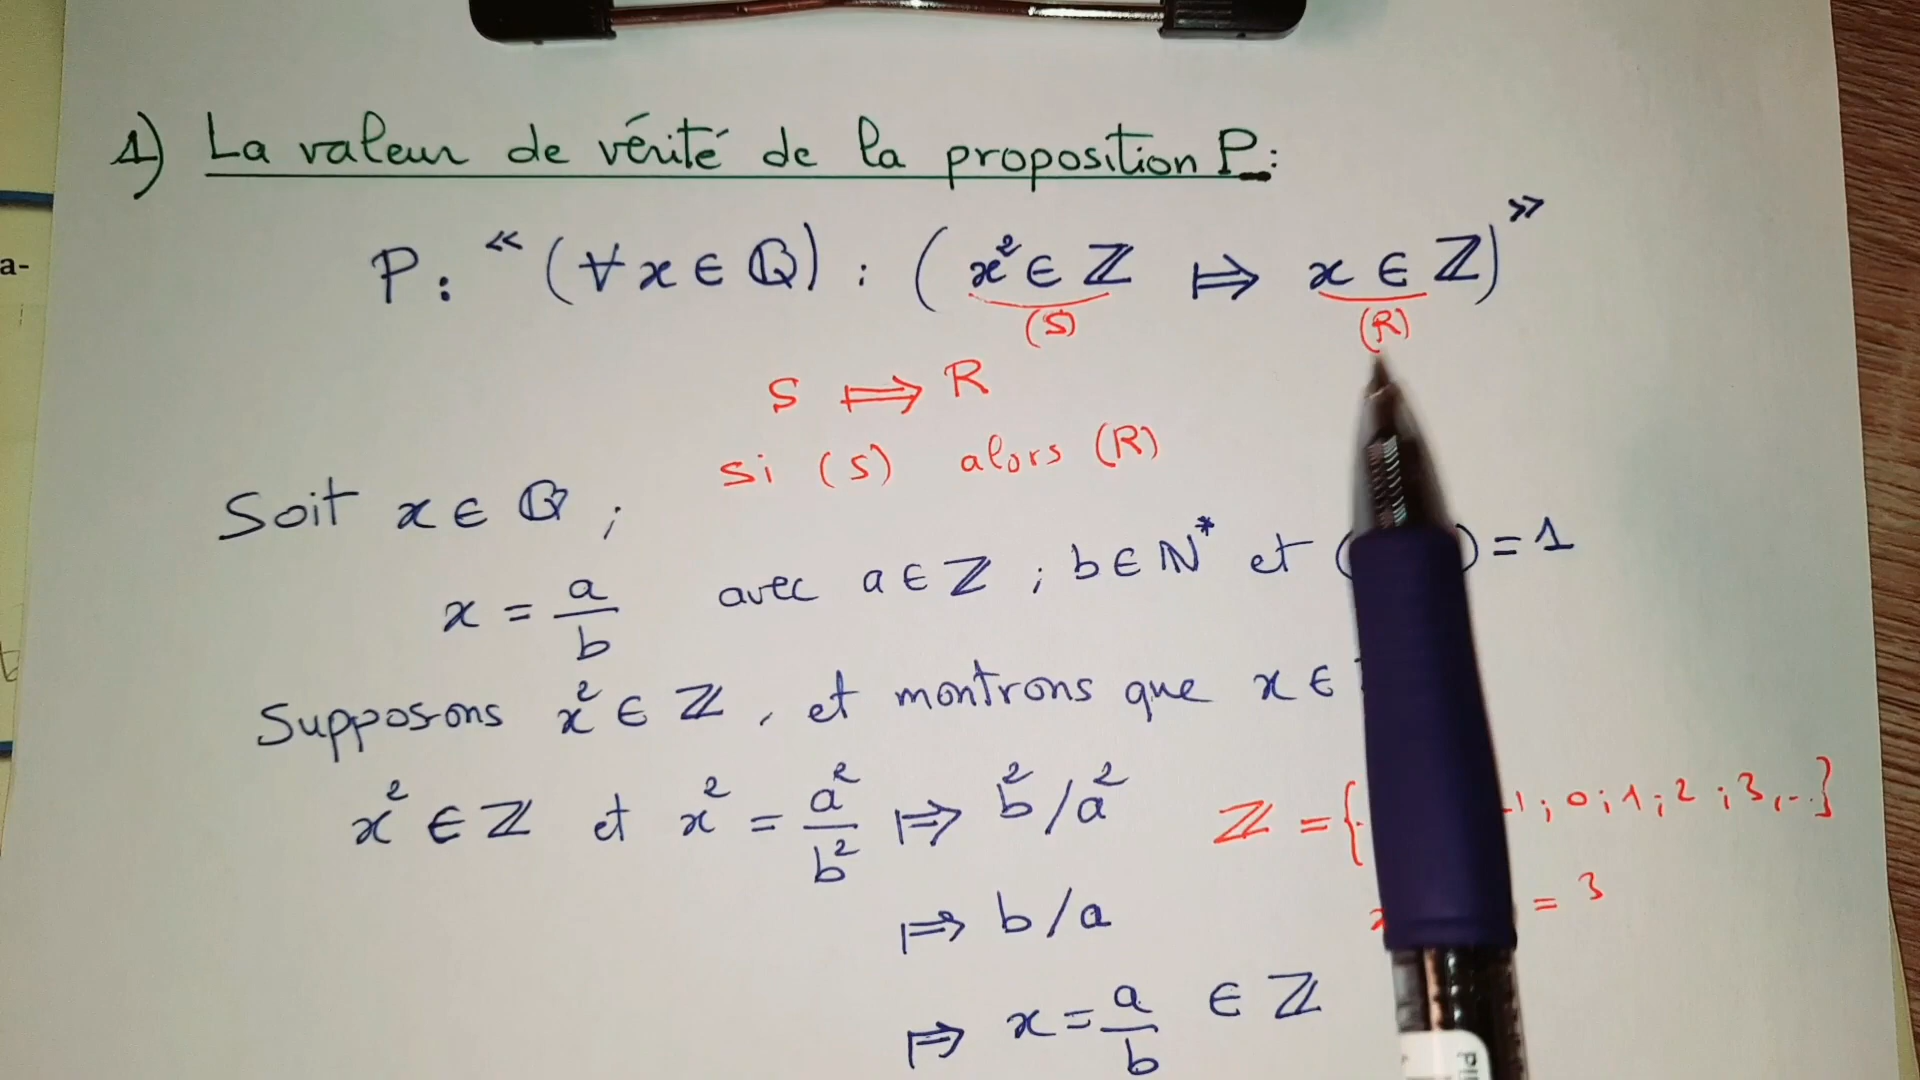 a-
1) La valeur de vérité de la proposition P:
P: « (∀x∈ℚ) : (x²∈ℤ ⟹ x∈ℤ) »
(S) (R)
S ⟹ R
si (S) alors (R)
Soit x∈ℚ ;
x = a/b avec a∈ℤ ; b∈ℕ* et ( ) = 1
Supposons x²∈ℤ, et montrons que x∈
x²∈ℤ et x² = a²/b² ⟹ b²/a²
ℤ = { -1; 0; 1; 2; 3,..}
⟹ b/a
= 3
⟹ x = a/b ∈ ℤ